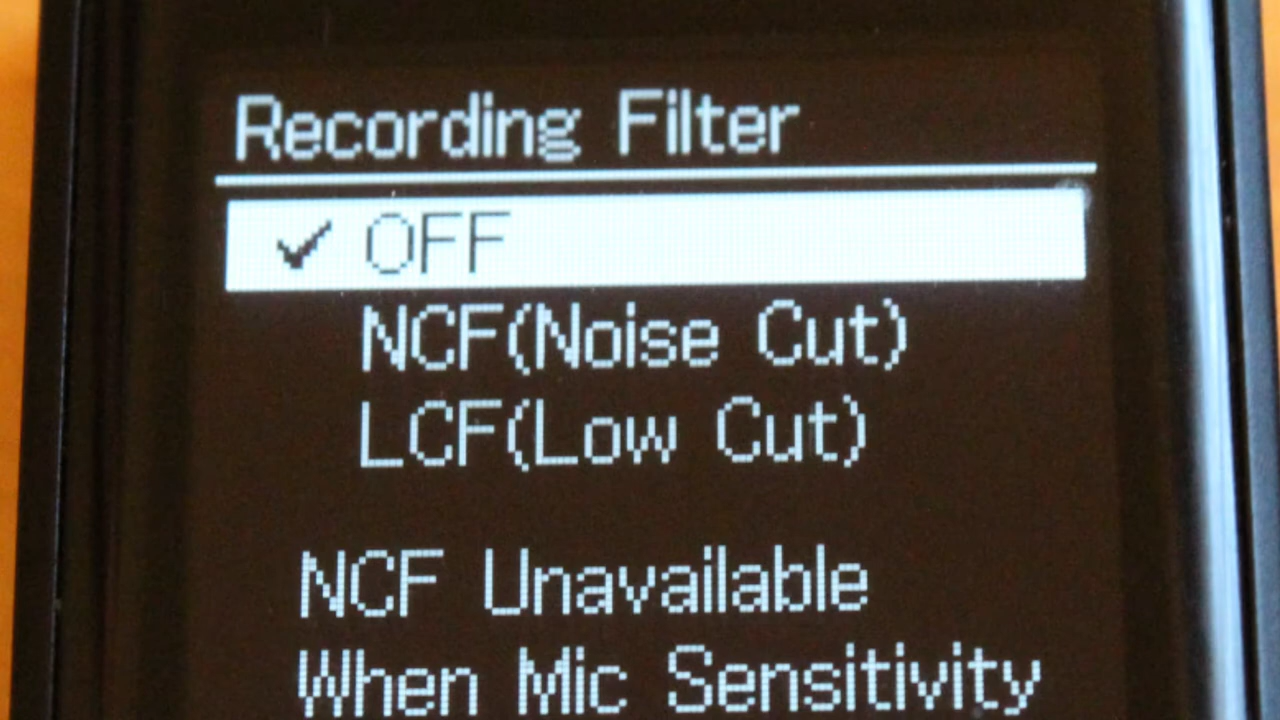 Recording Filter
✓ OFF
NCF(Noise Cut)
LCF(Low Cut)
NCF Unavailable
When Mic Sensitivity